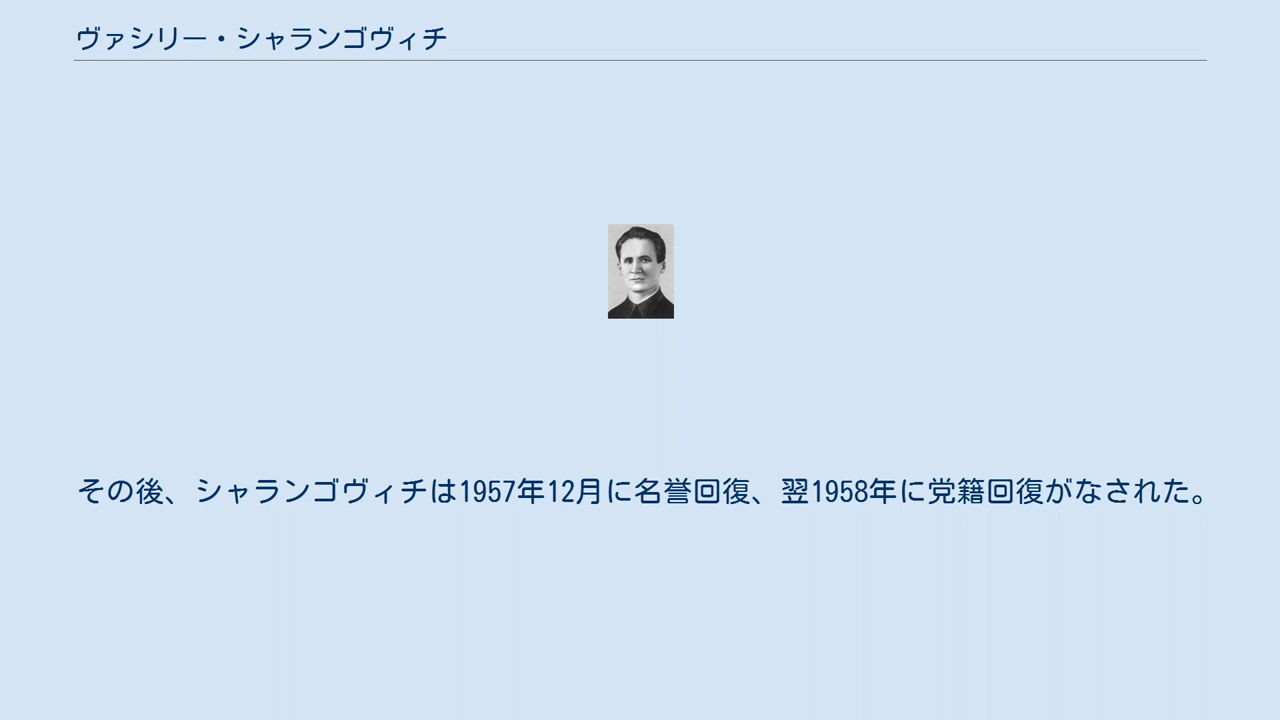 ヴァシリー・シャランゴヴィチ
その後、シャランゴヴィチは1957年12月に名誉回復、翌1958年に党籍回復がなされた。